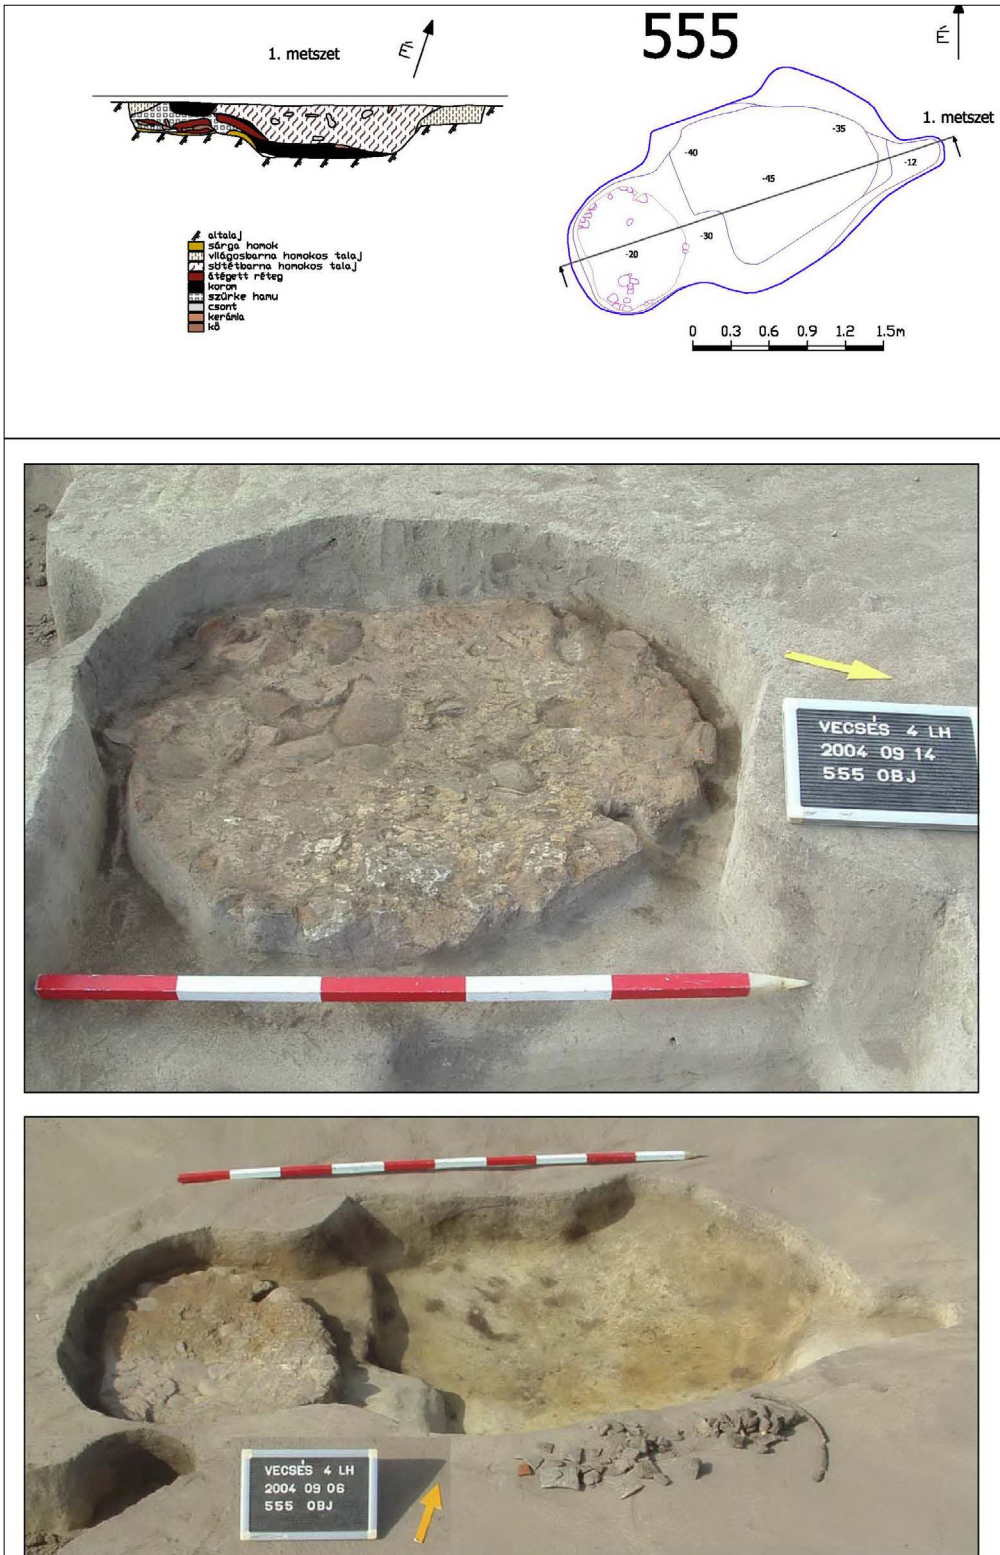 1. metszet
É
555
É
1. metszet
-35
-40
-12
-45
-30
-20
altalaj
sárga homok
világosbarna homokos talaj
sötétbarna homokos talaj
átégett réteg
korom
szürke hamu
csont
kerámia
kő
0 0.3 0.6 0.9 1.2 1.5m
VECSÉS 4 LH
2004 09 14
555 OBJ
VECSÉS 4 LH
2004 09 06
555 OBJ